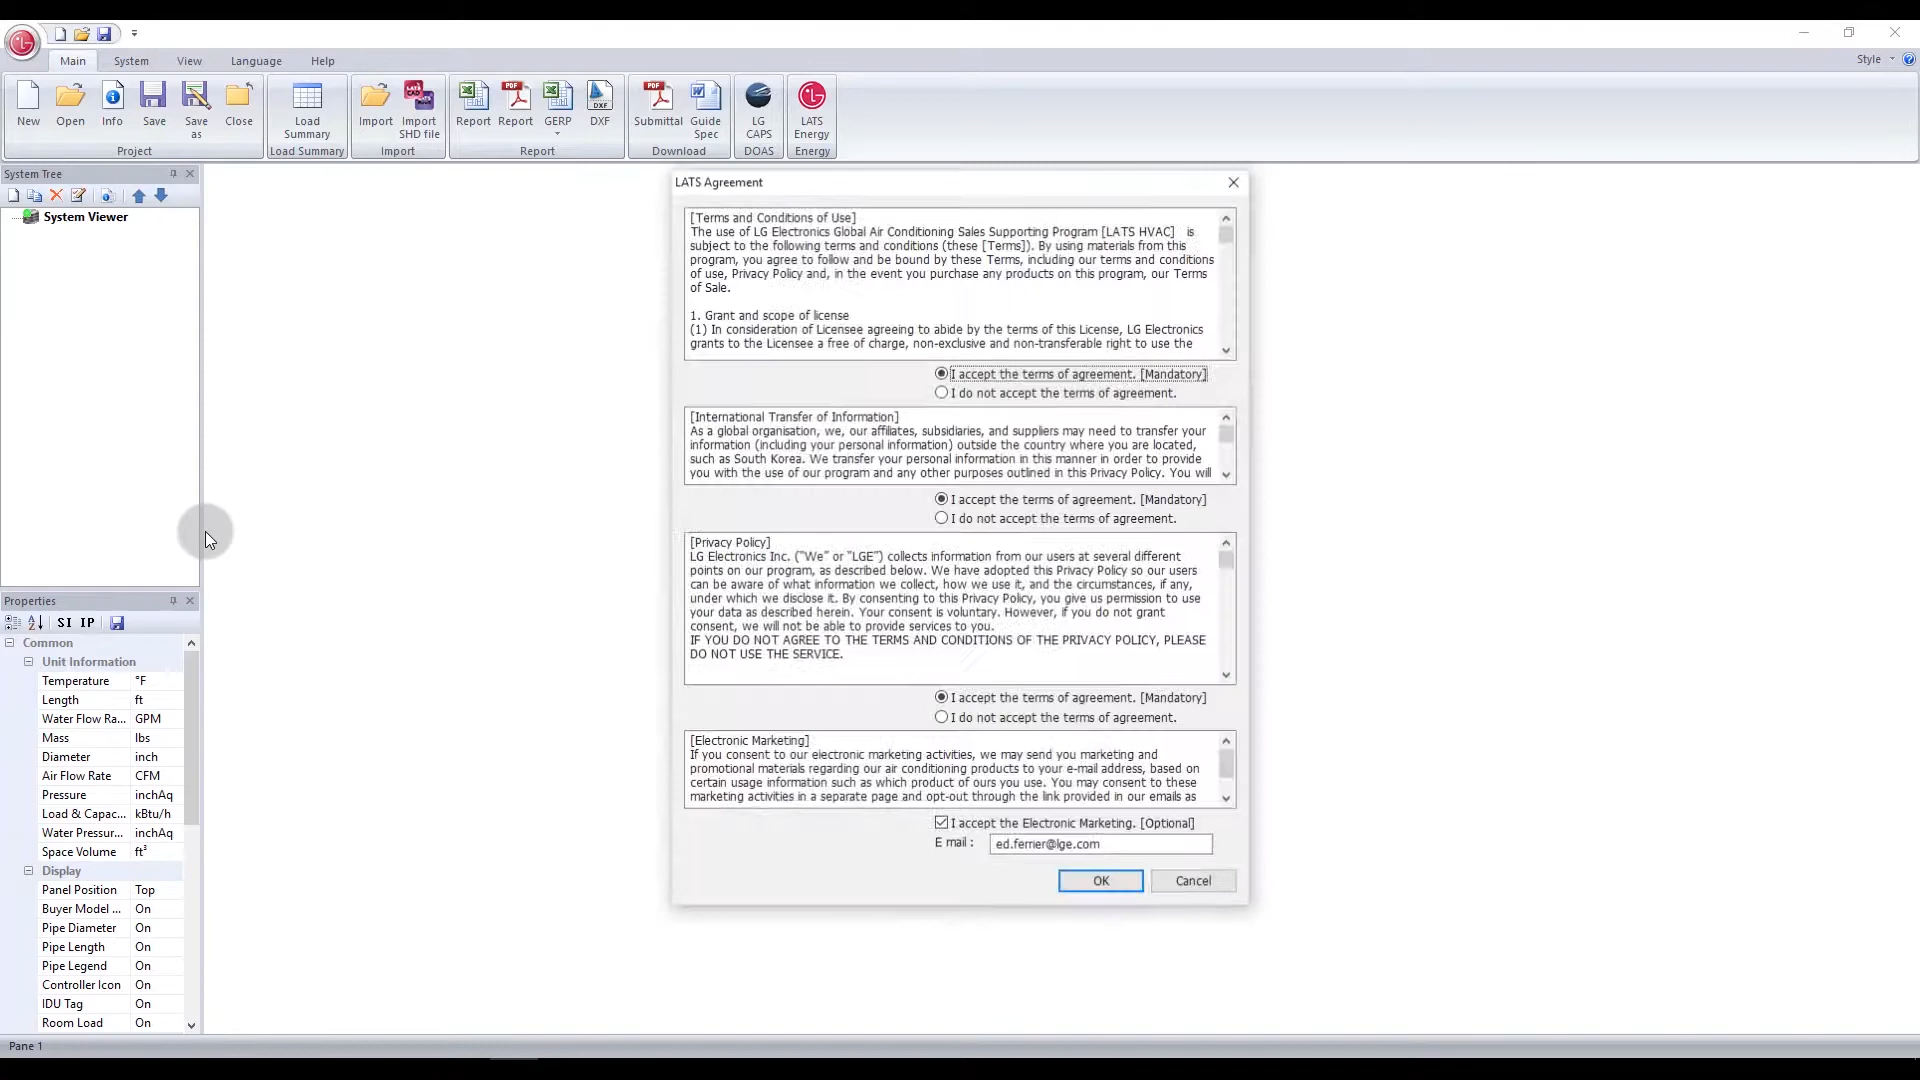 Main System View Language Help Style
New Open Info Save Save as Close Load Summary Import Import SHD file Report Report GERP DXF Submittal Guide Spec LG CAPS LATS Energy
Project Load Summary Import Report Download DOAS Energy
System Tree
System Viewer
Properties
SI IP
Common
Unit Information
Temperature °F
Length ft
Water Flow Ra... GPM
Mass lbs
Diameter inch
Air Flow Rate CFM
Pressure inchAq
Load & Capac... kBtu/h
Water Pressur... inchAq
Space Volume ft³
Display
Panel Position Top
Buyer Model ... On
Pipe Diameter On
Pipe Length On
Pipe Legend On
Controller Icon On
IDU Tag On
Room Load On
Pane 1
LATS Agreement
[Terms and Conditions of Use]
The use of LG Electronics Global Air Conditioning Sales Supporting Program [LATS HVAC] is
subject to the following terms and conditions (these [Terms]). By using materials from this
program, you agree to follow and be bound by these Terms, including our terms and conditions
of use, Privacy Policy and, in the event you purchase any products on this program, our Terms
of Sale.
1. Grant and scope of license
(1) In consideration of Licensee agreeing to abide by the terms of this License, LG Electronics
grants to the Licensee a free of charge, non-exclusive and non-transferable right to use the
I accept the terms of agreement. [Mandatory]
I do not accept the terms of agreement.
[International Transfer of Information]
As a global organisation, we, our affiliates, subsidiaries, and suppliers may need to transfer your
information (including your personal information) outside the country where you are located,
such as South Korea. We transfer your personal information in this manner in order to provide
you with the use of our program and any other purposes outlined in this Privacy Policy. You will
I accept the terms of agreement. [Mandatory]
I do not accept the terms of agreement.
[Privacy Policy]
LG Electronics Inc. ("We" or "LGE") collects information from our users at several different
points on our program, as described below. We have adopted this Privacy Policy so our users
can be aware of what information we collect, how we use it, and the circumstances, if any,
under which we disclose it. By consenting to this Privacy Policy, you give us permission to use
your data as described herein. Your consent is voluntary. However, if you do not grant
consent, we will not be able to provide services to you.
IF YOU DO NOT AGREE TO THE TERMS AND CONDITIONS OF THE PRIVACY POLICY, PLEASE
DO NOT USE THE SERVICE.
I accept the terms of agreement. [Mandatory]
I do not accept the terms of agreement.
[Electronic Marketing]
If you consent to our electronic marketing activities, we may send you marketing and
promotional materials regarding our air conditioning products to your e-mail address, based on
certain usage information such as which product of ours you use. You may consent to these
marketing activities in a separate page and opt-out through the link provided in our emails as
I accept the Electronic Marketing. [Optional]
E mail : ed.ferrier@lge.com
OK Cancel